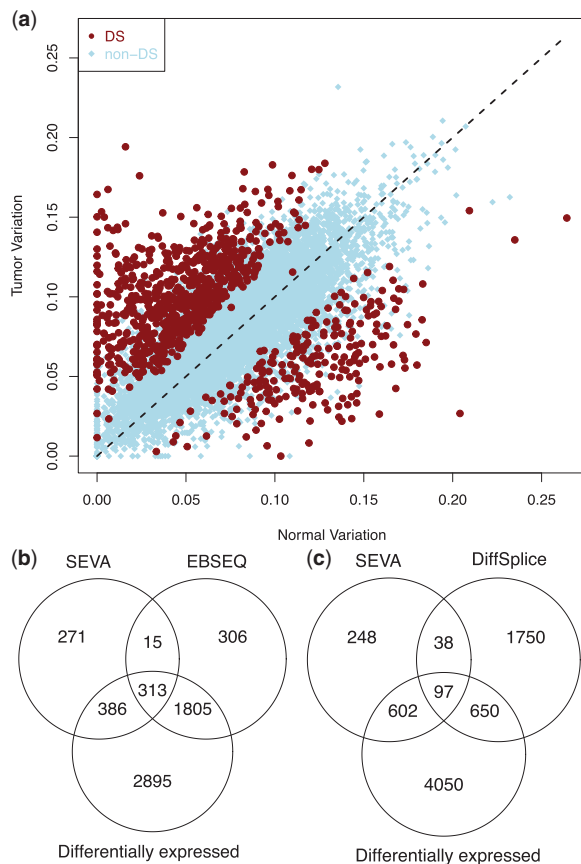 (a)
DS
non-DS
0.25
0.20
0.15
0.10
0.05
0.00
Tumor Variation
0.00 0.05 0.10 0.15 0.20 0.25
Normal Variation
(b) (c)
SEVA EBSEQ SEVA DiffSplice
271 15 306 248 38 1750
313 97
386 1805 602 650
2895 4050
Differentially expressed Differentially expressed